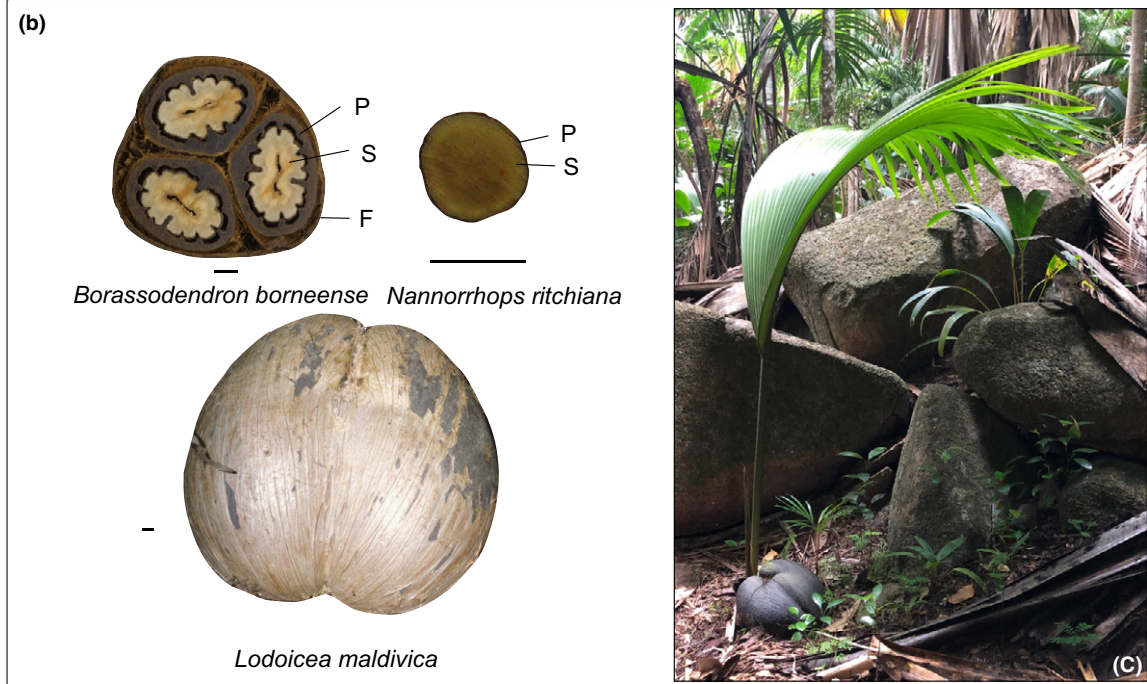 (b)
P
S
F
P
S
Borassodendron borneense Nannorrhops ritchiana
Lodoicea maldivica
(C)